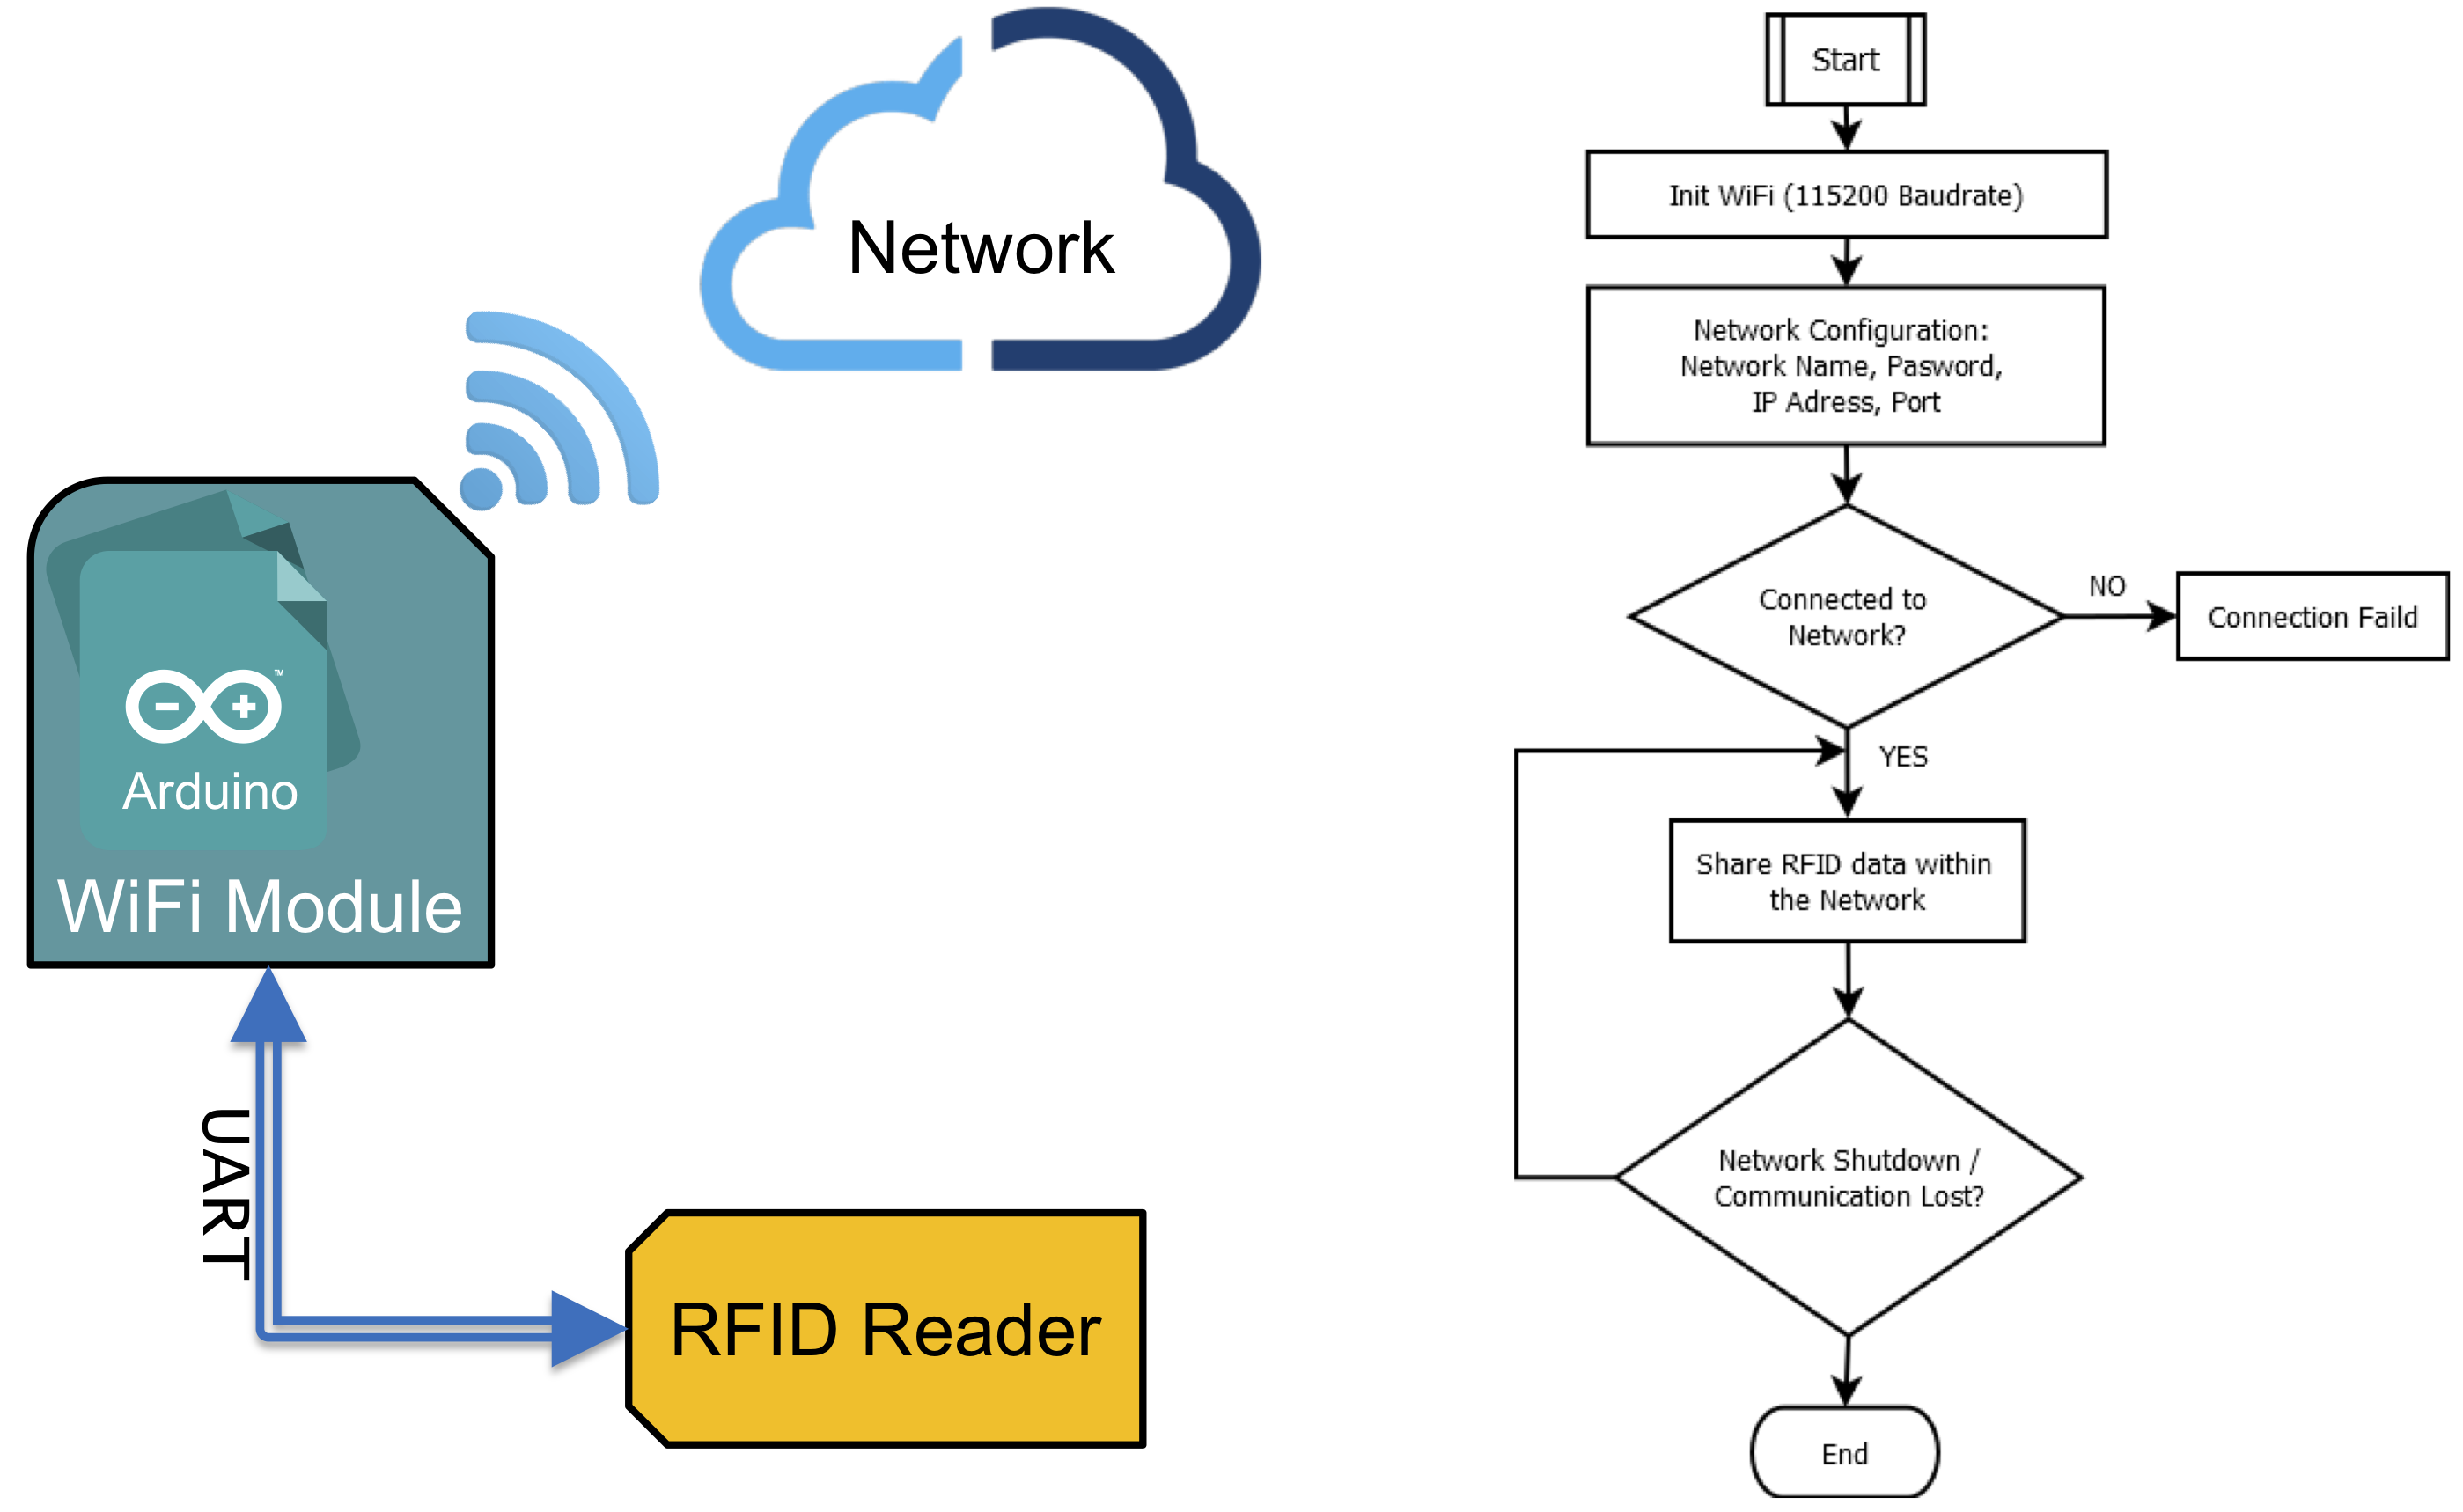 Network
Arduino
™
WiFi Module
UART
RFID Reader
Start
Init WiFi (115200 Baudrate)
Network Configuration:
Network Name, Pasword,
IP Adress, Port
Connected to
Network?
NO
Connection Faild
YES
Share RFID data within
the Network
Network Shutdown /
Communication Lost?
End